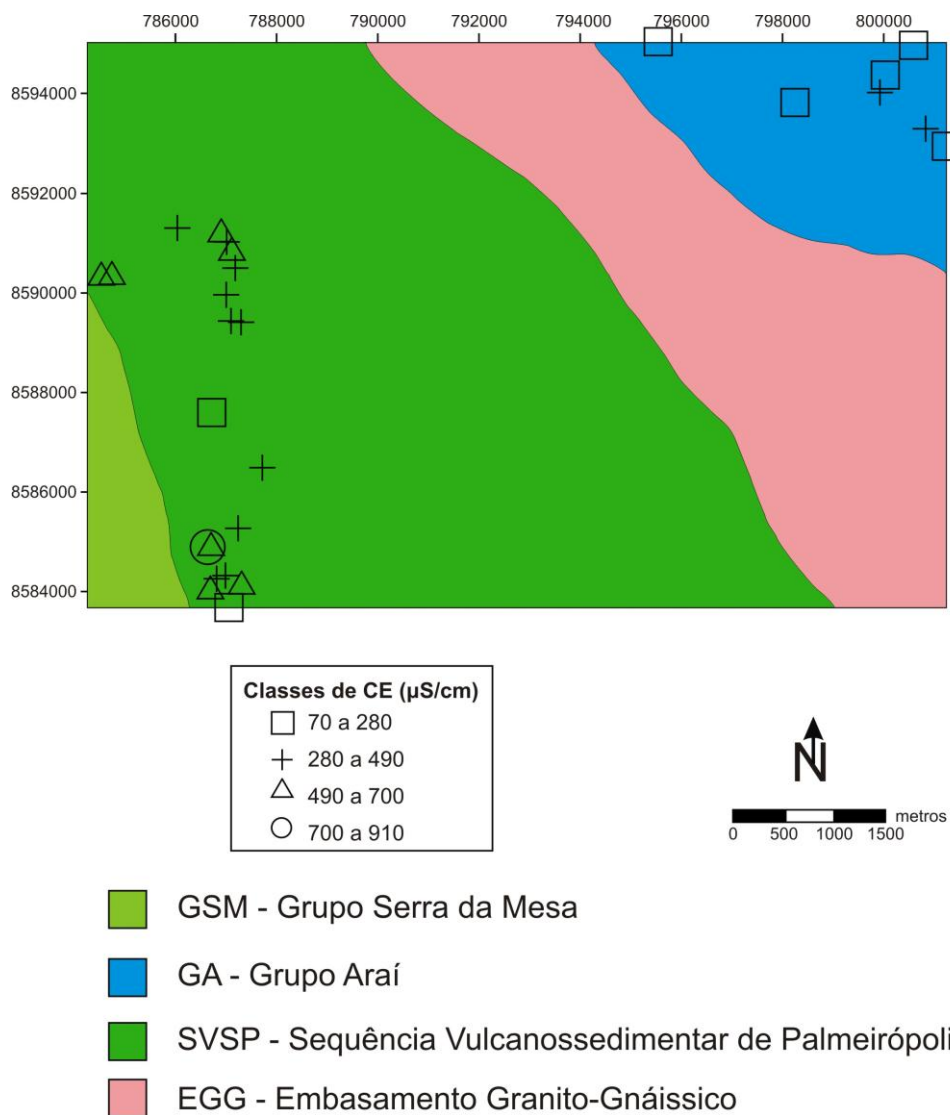 786000 788000 790000 792000 794000 796000 798000 800000
8594000
8592000
8590000
8588000
8586000
8584000
Classes de CE (µS/cm)
70 a 280
280 a 490
490 a 700
700 a 910
N
metros
0 500 1000 1500
GSM - Grupo Serra da Mesa
GA - Grupo Araí
SVSP - Sequência Vulcanossedimentar de Palmeirópoli
EGG - Embasamento Granito-Gnáissico